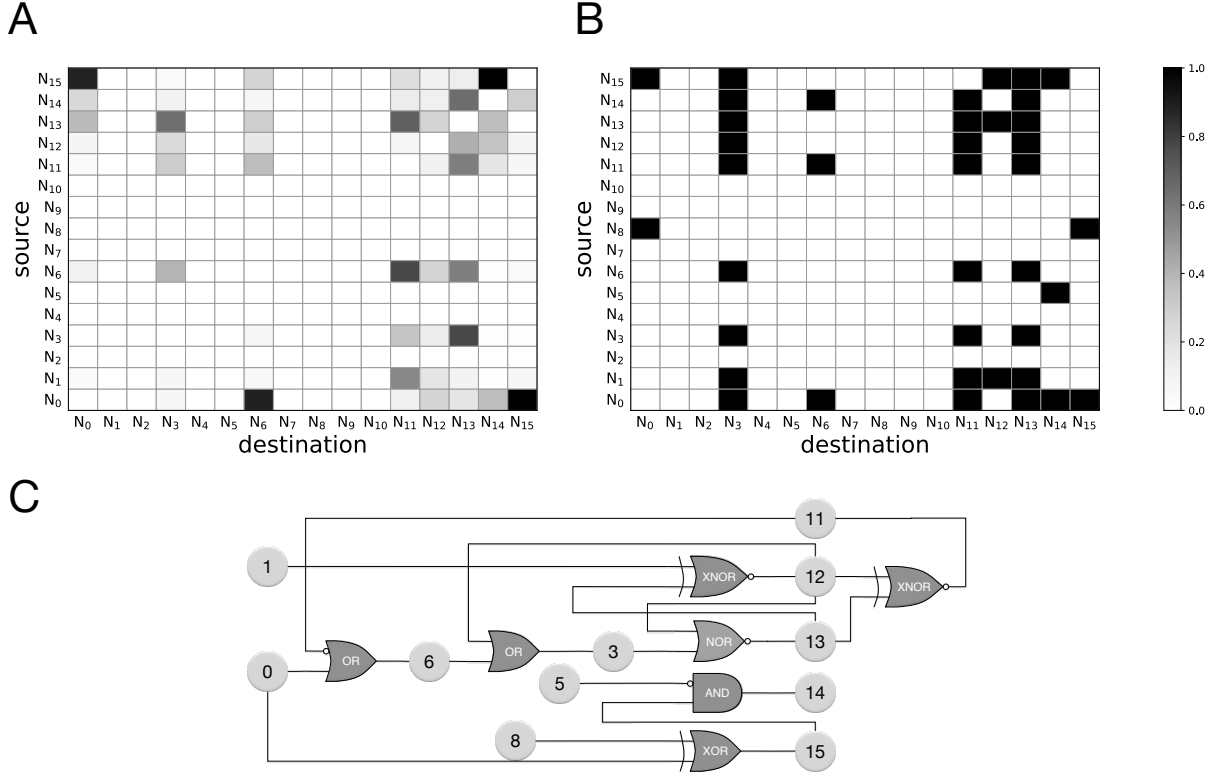 A
B
N15
N14
N13
N12
N11
N10
N9
N8
N7
N6
N5
N4
N3
N2
N1
N0
source
N0 N1 N2 N3 N4 N5 N6 N7 N8 N9 N10 N11 N12 N13 N14 N15
destination
N15
N14
N13
N12
N11
N10
N9
N8
N7
N6
N5
N4
N3
N2
N1
N0
source
N0 N1 N2 N3 N4 N5 N6 N7 N8 N9 N10 N11 N12 N13 N14 N15
destination
1.0
0.8
0.6
0.4
0.2
0.0
C
11
1
XNOR
12
XNOR
0
OR
6
OR
3
NOR
13
5
AND
14
8
XOR
15